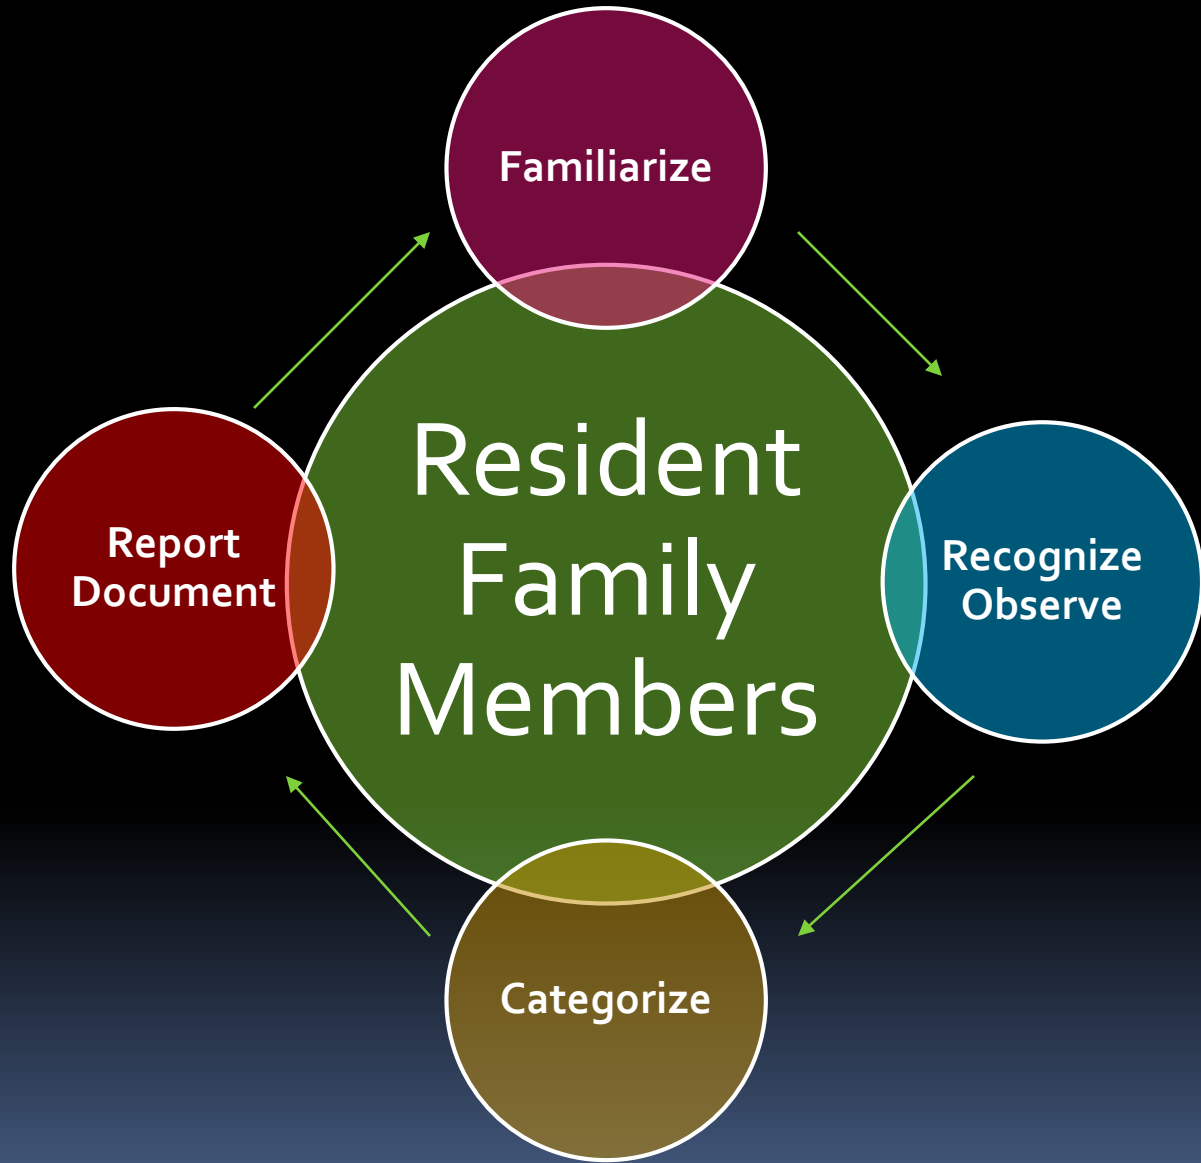 Familiarize
Resident
Family
Members
Report
Document
Recognize
Observe
Categorize